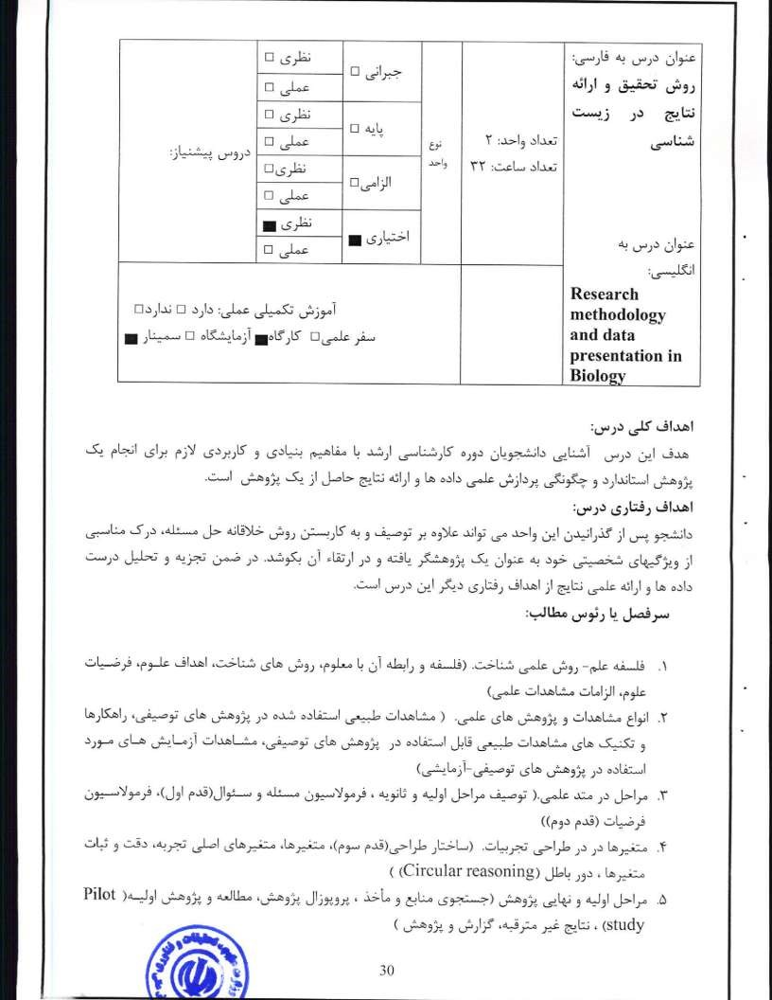 عنوان درس به فارسی:
روش تحقیق و ارائه
نتایج در زیست
شناسی
عنوان درس به
انگلیسی:
Research
methodology
and data
presentation in
Biology
تعداد واحد: ۲
تعداد ساعت: ۳۲
نوع
واحد
جبرانی □
نظری □
عملی □
پایه □
نظری □
عملی □
الزامی □
نظری □
عملی □
اختیاری ■
نظری ■
عملی □
دروس پیشنیاز:
آموزش تکمیلی عملی: دارد □ ندارد □
سفر علمی □ کارگاه ■ آزمایشگاه □ سمینار ■
اهداف کلی درس:
هدف این درس آشنایی دانشجویان دوره کارشناسی ارشد با مفاهیم بنیادی و کاربردی لازم برای انجام یک
پژوهش استاندارد و چگونگی پردازش علمی داده ها و ارائه نتایج حاصل از یک پژوهش است.
اهداف رفتاری درس:
دانشجو پس از گذرانیدن این واحد می تواند علاوه بر توصیف و به کاربستن روش خلاقانه حل مسئله، درک مناسبی
از ویژگیهای شخصیتی خود به عنوان یک پژوهشگر یافته و در ارتقاء آن بکوشد. در ضمن تجزیه و تحلیل درست
داده ها و ارائه علمی نتایج از اهداف رفتاری دیگر این درس است.
سرفصل یا رئوس مطالب:
۱. فلسفه علم- روش علمی شناخت. (فلسفه و رابطه آن با معلوم، روش های شناخت، اهداف علـوم، فرضـیات
علوم، الزامات مشاهدات علمی)
۲. انواع مشاهدات و پژوهش های علمی. ( مشاهدات طبیعی استفاده شده در پژوهش های توصیفی، راهکارها
و تکنیک های مشاهدات طبیعی قابل استفاده در پژوهش های توصیفی، مشـاهدات آزمـایش هـای مـورد
استفاده در پژوهش های توصیفی-آزمایشی)
۳. مراحل در متد علمی.( توصیف مراحل اولیه و ثانویه ، فرمولاسیون مسئله و سـئوال(قدم اول)، فرمولاسـیون
فرضیات (قدم دوم))
۴. متغیرها در در طراحی تجربیات. (ساختار طراحی(قدم سوم)، متغیرها، متغیرهای اصلی تجربه، دقت و ثبات
متغیرها ، دور باطل (Circular reasoning) )
۵. مراحل اولیه و نهایی پژوهش (جستجوی منابع و مأخذ ، پروپوزال پژوهش، مطالعه و پژوهش اولیـه( Pilot
study) ، نتایج غیر مترقبه، گزارش و پژوهش )
30